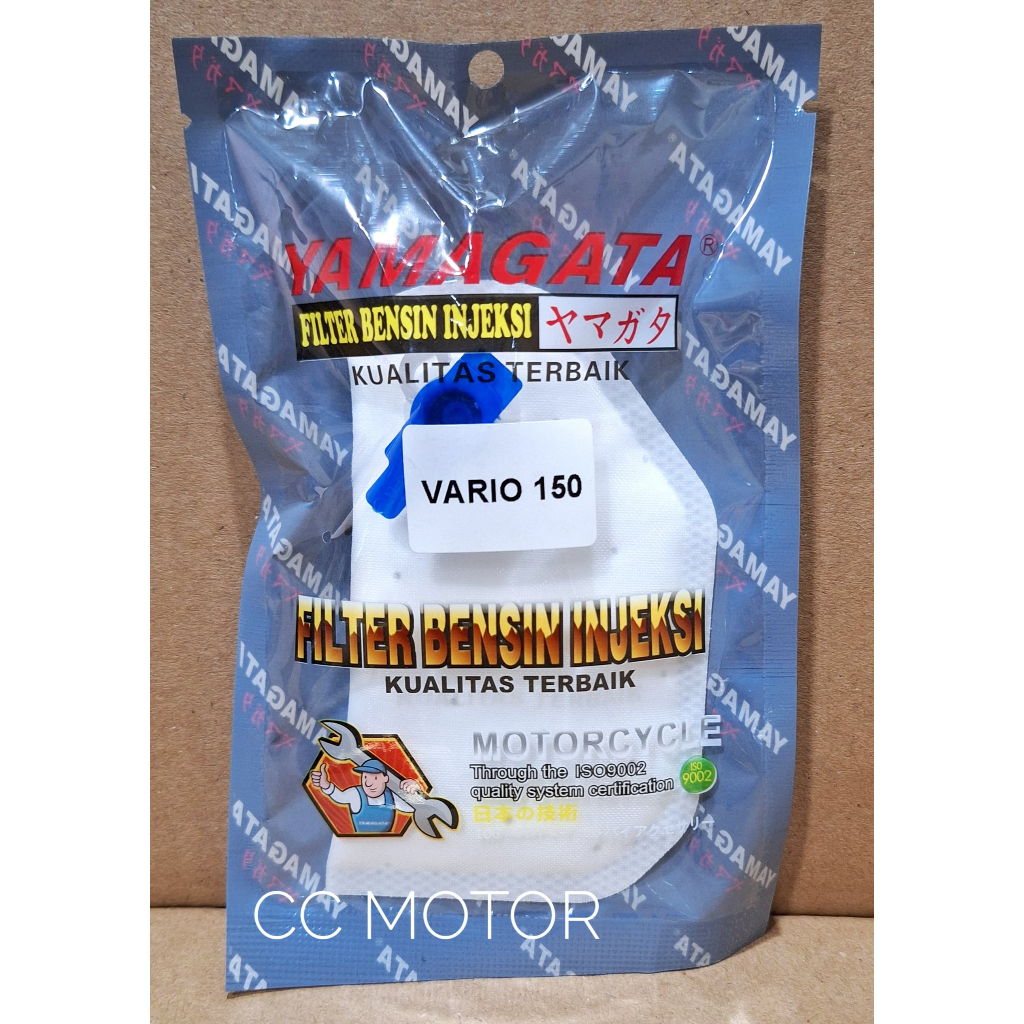 YAMAGATA®
FILTER BENSIN INJEKSI ヤマガタ
KUALITAS TERBAIK
VARIO 150
FILTER BENSIN INJEKSI
KUALITAS TERBAIK
MOTORCYCLE
Through the ISO9002
quality system certification
ISO
9002
日本の技術
CC MOTOR